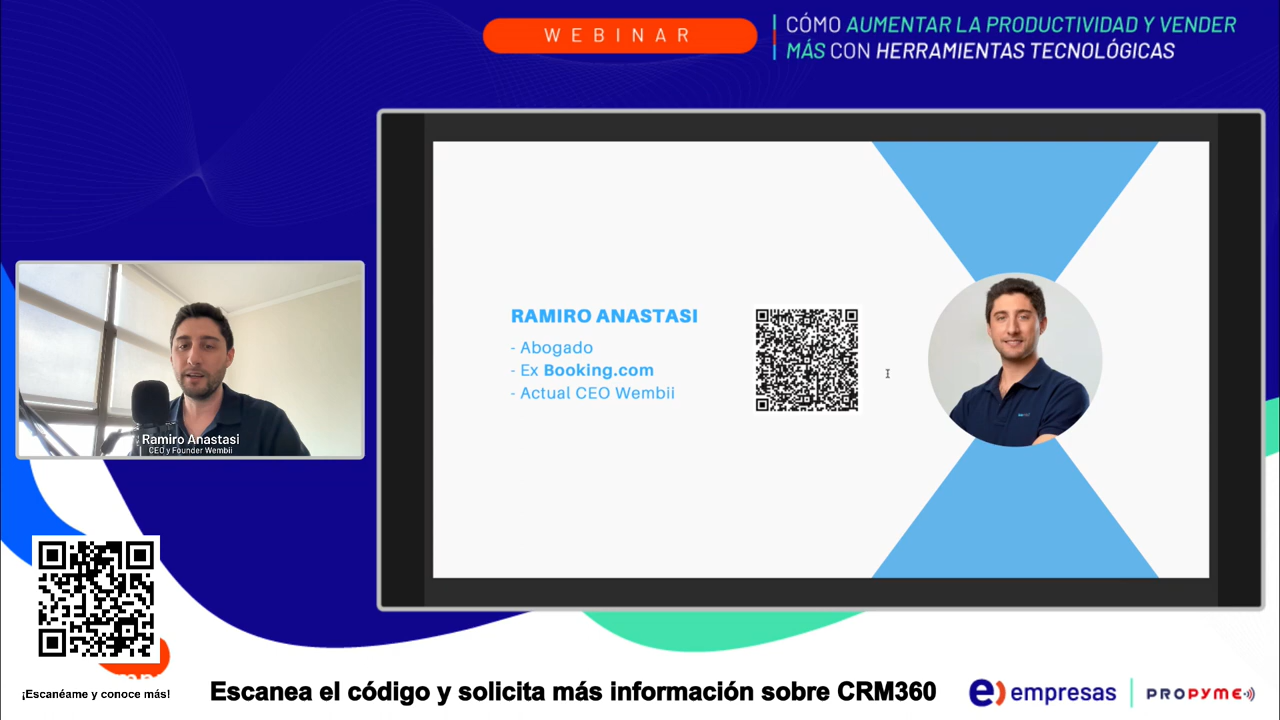 WEBINAR
CÓMO AUMENTAR LA PRODUCTIVIDAD Y VENDER
MÁS CON HERRAMIENTAS TECNOLÓGICAS
RAMIRO ANASTASI
- Abogado
- Ex Booking.com
- Actual CEO Wembii
Ramiro Anastasi
CEO y Founder Wembii
¡Escanéame y conoce más!
Escanea el código y solicita más información sobre CRM360
e) empresas
PROPYME